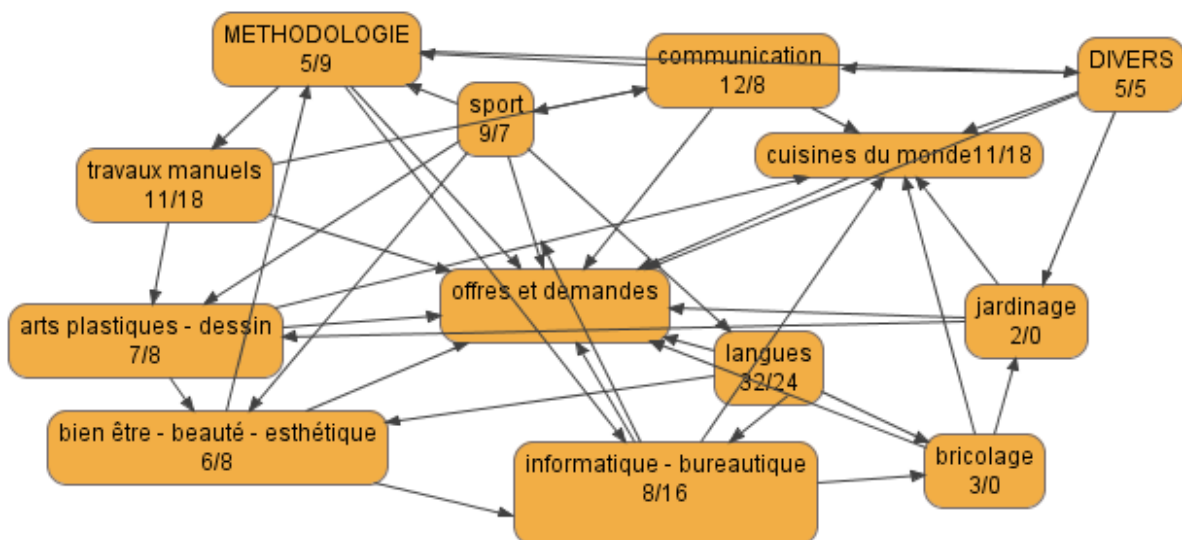 METHODOLOGIE
5/9
communication
12/8
DIVERS
5/5
sport
9/7
cuisines du monde11/18
travaux manuels
11/18
offres et demandes
jardinage
2/0
arts plastiques - dessin
7/8
langues
32/24
bien être - beauté - esthétique
6/8
informatique - bureautique
8/16
bricolage
3/0